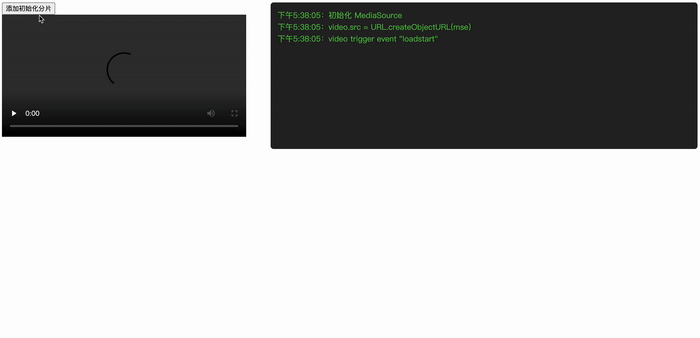 添加初始化分片
0:00
下午5:38:05：初始化 MediaSource
下午5:38:05：video.src = URL.createObjectURL(mse)
下午5:38:05：video trigger event "loadstart"